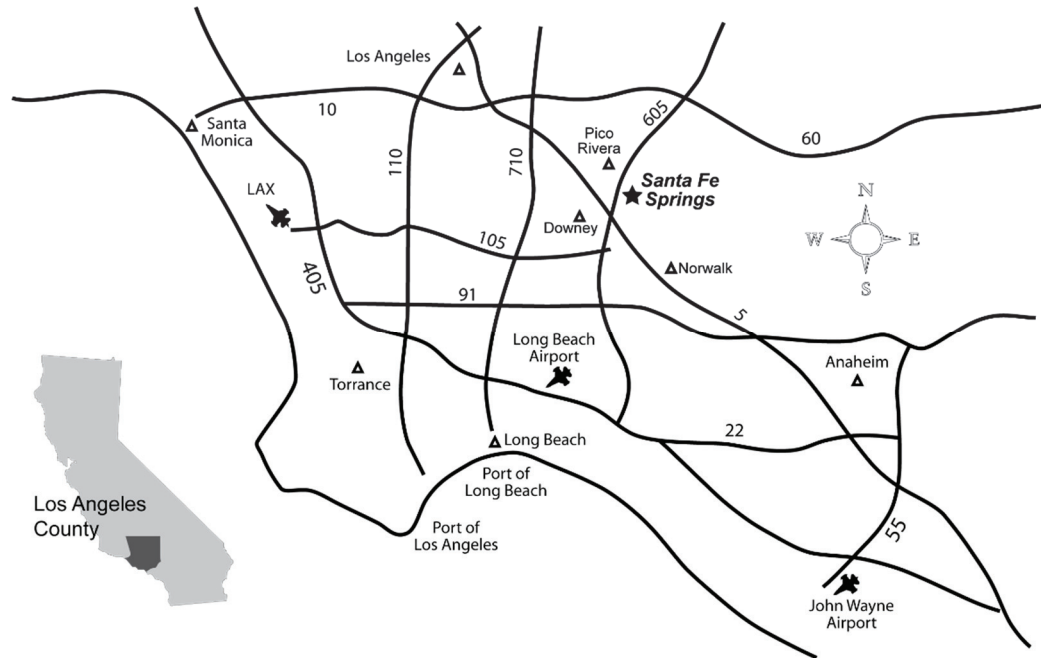 Los Angeles
10
605
60
Santa
Monica
110
710
Pico
Rivera
LAX
Santa Fe
Springs
N
W
E
S
Downey
105
405
Norwalk
91
5
Long Beach
Airport
Anaheim
Torrance
22
Long Beach
Port of
Long Beach
Los Angeles
County
Port of
Los Angeles
55
John Wayne
Airport